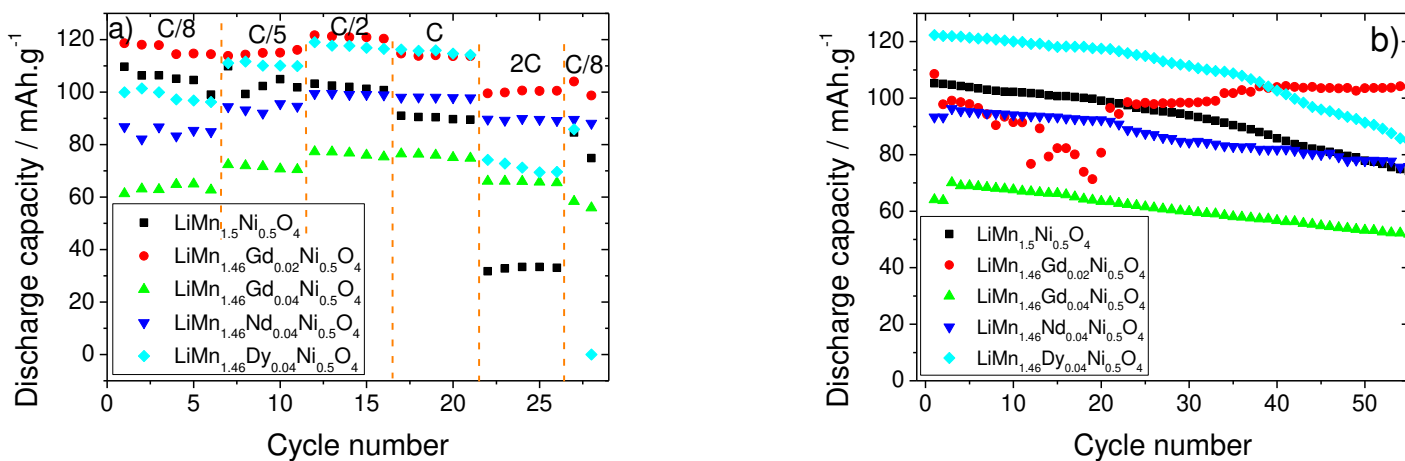 a)
C/8
C/5
C/2
C
2C
C/8
120
100
80
60
40
20
0
Discharge capacity / mAh.g⁻¹
LiMn₁.₅Ni₀.₅O₄
LiMn₁.₄₆Gd₀.₀₂Ni₀.₅O₄
LiMn₁.₄₆Gd₀.₀₄Ni₀.₅O₄
LiMn₁.₄₆Nd₀.₀₄Ni₀.₅O₄
LiMn₁.₄₆Dy₀.₀₄Ni₀.₅O₄
0 5 10 15 20 25
Cycle number
b)
120
100
80
60
40
20
0
Discharge capacity / mAh.g⁻¹
LiMn₁.₅Ni₀.₅O₄
LiMn₁.₄₆Gd₀.₀₂Ni₀.₅O₄
LiMn₁.₄₆Gd₀.₀₄Ni₀.₅O₄
LiMn₁.₄₆Nd₀.₀₄Ni₀.₅O₄
LiMn₁.₄₆Dy₀.₀₄Ni₀.₅O₄
0 10 20 30 40 50
Cycle number